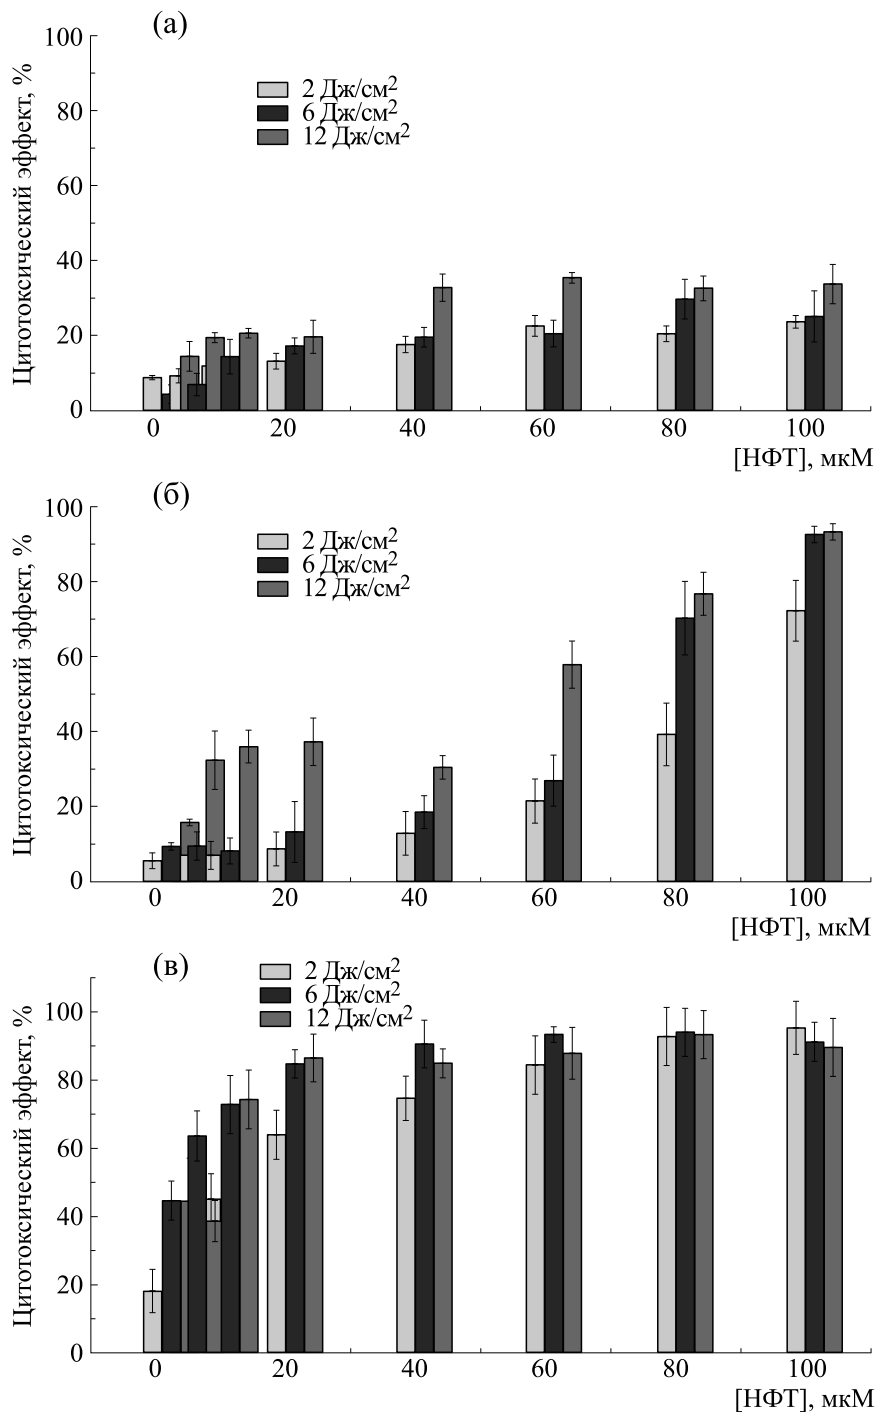 (а)
Цитотоксический эффект, %
100
80
60
40
20
0
2 Дж/см²
6 Дж/см²
12 Дж/см²
0 20 40 60 80 100
[НФТ], мкМ
(б)
Цитотоксический эффект, %
100
80
60
40
20
0
2 Дж/см²
6 Дж/см²
12 Дж/см²
0 20 40 60 80 100
[НФТ], мкМ
(в)
Цитотоксический эффект, %
100
80
60
40
20
0
2 Дж/см²
6 Дж/см²
12 Дж/см²
0 20 40 60 80 100
[НФТ], мкМ